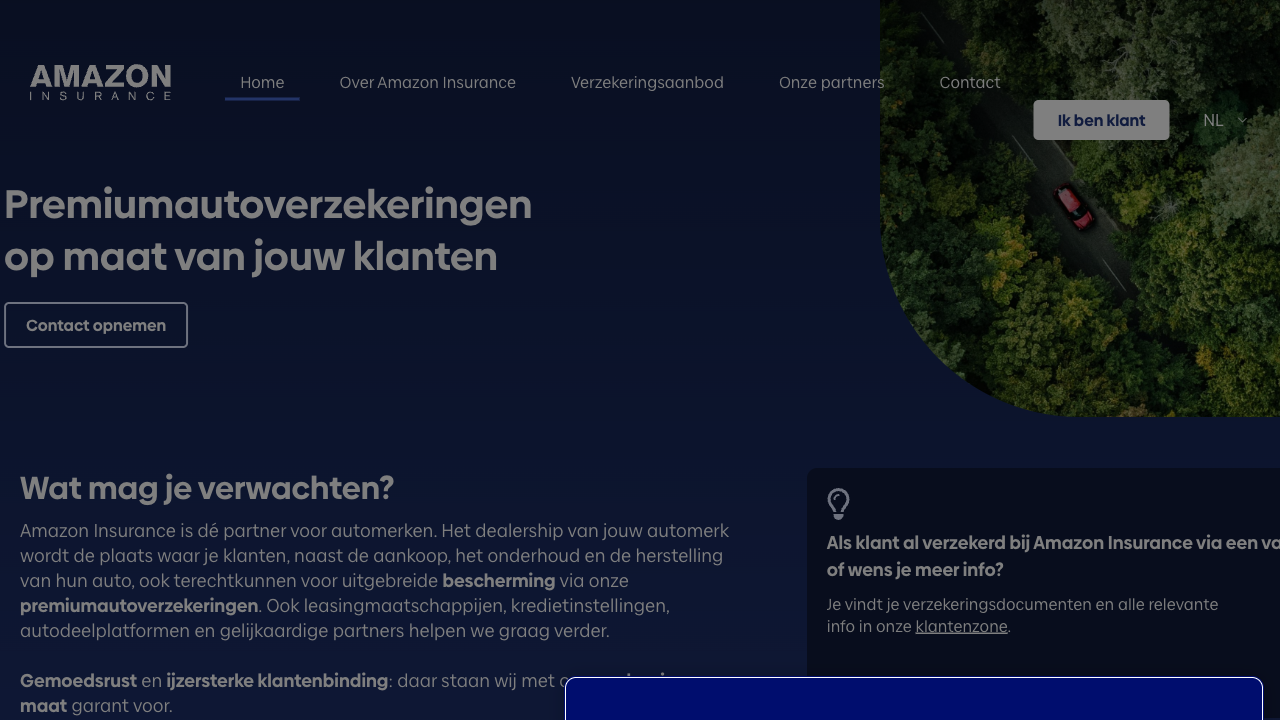 AMAZON
INSURANCE
Home
Over Amazon Insurance
Verzekeringsaanbod
Onze partners
Contact
Ik ben klant
NL
Premiumautoverzekeringen
op maat van jouw klanten
Contact opnemen
Wat mag je verwachten?
Amazon Insurance is dé partner voor automerken. Het dealership van jouw automerk
wordt de plaats waar je klanten, naast de aankoop, het onderhoud en de herstelling
van hun auto, ook terechtkunnen voor uitgebreide bescherming via onze
premiumautoverzekeringen. Ook leasingmaatschappijen, kredietinstellingen,
autodeelplatformen en gelijkaardige partners helpen we graag verder.
Gemoedsrust en ijzersterke klantenbinding: daar staan wij met
maat garant voor.
Als klant al verzekerd bij Amazon Insurance via een
of wens je meer info?
Je vindt je verzekeringsdocumenten en alle relevante
info in onze klantenzone.